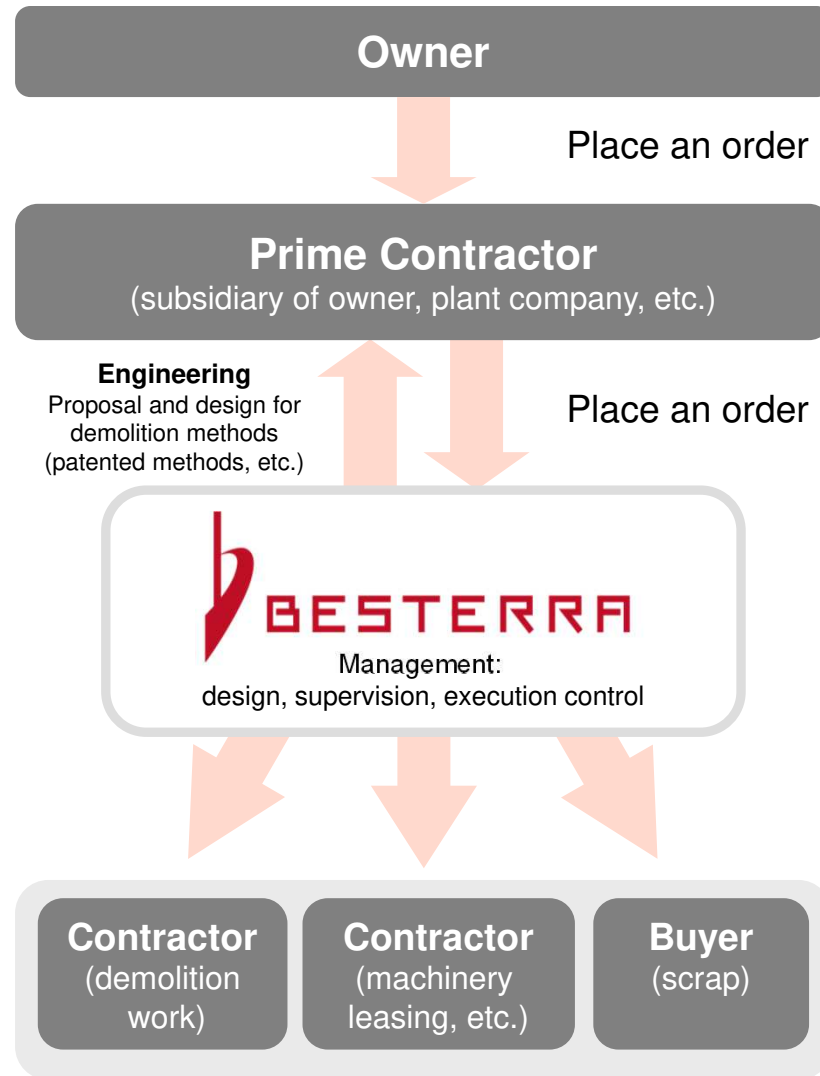 Owner
Place an order
Prime Contractor
(subsidiary of owner, plant company, etc.)
Engineering
Proposal and design for
demolition methods
(patented methods, etc.)
Place an order
BESTERRA
Management:
design, supervision, execution control
Contractor
(demolition
work)
Contractor
(machinery
leasing, etc.)
Buyer
(scrap)